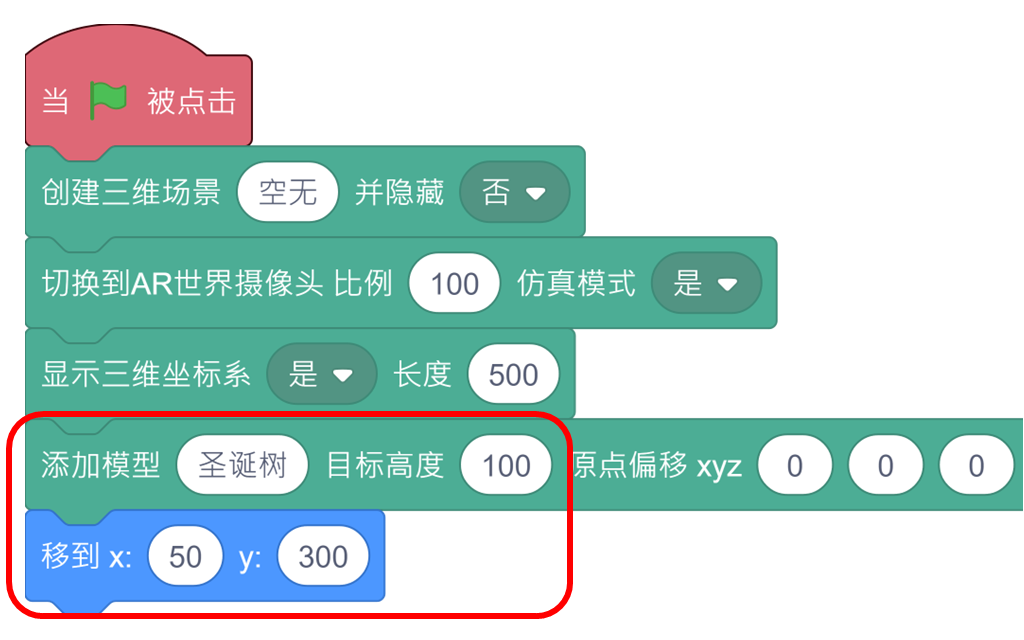 当 被点击
创建三维场景 空无 并隐藏 否
切换到AR世界摄像头 比例 100 仿真模式 是
显示三维坐标系 是 长度 500
添加模型 圣诞树 目标高度 100 原点偏移 xyz 0 0 0
移到 x: 50 y: 300